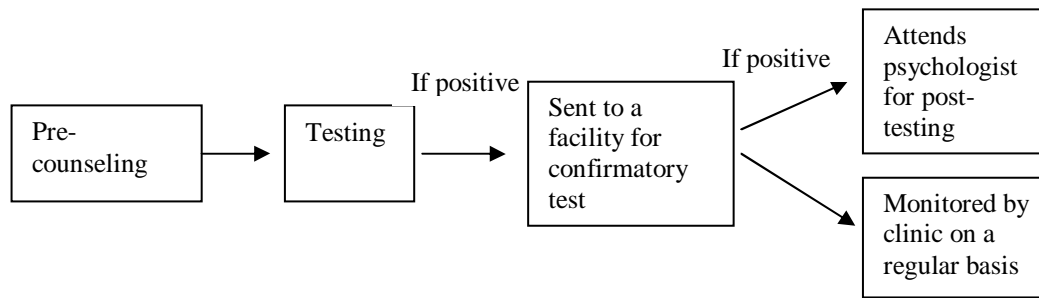 Pre-
counseling
Testing
If positive
Sent to a
facility for
confirmatory
test
If positive
Attends
psychologist
for post-
testing
Monitored by
clinic on a
regular basis